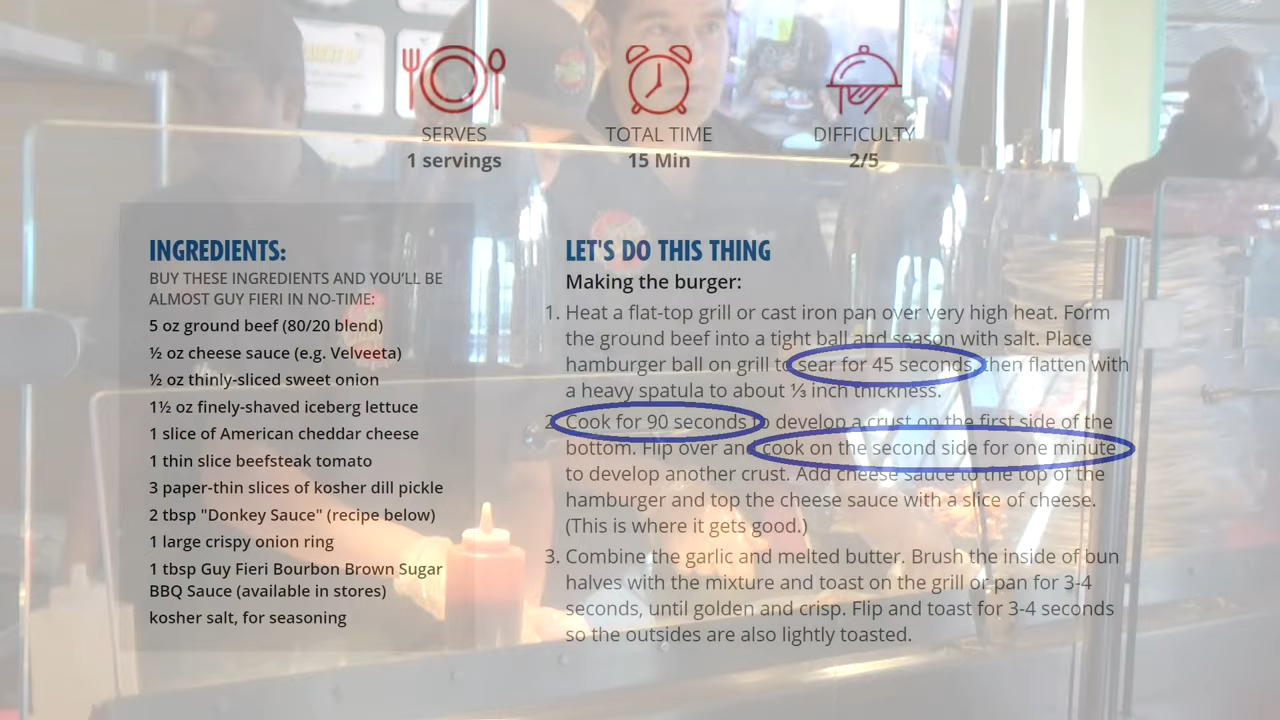 SERVES
1 servings
TOTAL TIME
15 Min
DIFFICULTY
2/5
INGREDIENTS:
BUY THESE INGREDIENTS AND YOU'LL BE
ALMOST GUY FIERI IN NO-TIME:
5 oz ground beef (80/20 blend)
½ oz cheese sauce (e.g. Velveeta)
½ oz thinly-sliced sweet onion
1½ oz finely-shaved iceberg lettuce
1 slice of American cheddar cheese
1 thin slice beefsteak tomato
3 paper-thin slices of kosher dill pickle
2 tbsp "Donkey Sauce" (recipe below)
1 large crispy onion ring
1 tbsp Guy Fieri Bourbon Brown Sugar
BBQ Sauce (available in stores)
kosher salt, for seasoning
LET'S DO THIS THING
Making the burger:
1. Heat a flat-top grill or cast iron pan over very high heat. Form
the ground beef into a tight ball and season with salt. Place
hamburger ball on grill to sear for 45 seconds, then flatten with
a heavy spatula to about ⅓ inch thickness.
2. Cook for 90 seconds to develop a crust on the first side of the
bottom. Flip over and cook on the second side for one minute
to develop another crust. Add cheese sauce to the top of the
hamburger and top the cheese sauce with a slice of cheese.
(This is where it gets good.)
3. Combine the garlic and melted butter. Brush the inside of bun
halves with the mixture and toast on the grill or pan for 3-4
seconds, until golden and crisp. Flip and toast for 3-4 seconds
so the outsides are also lightly toasted.